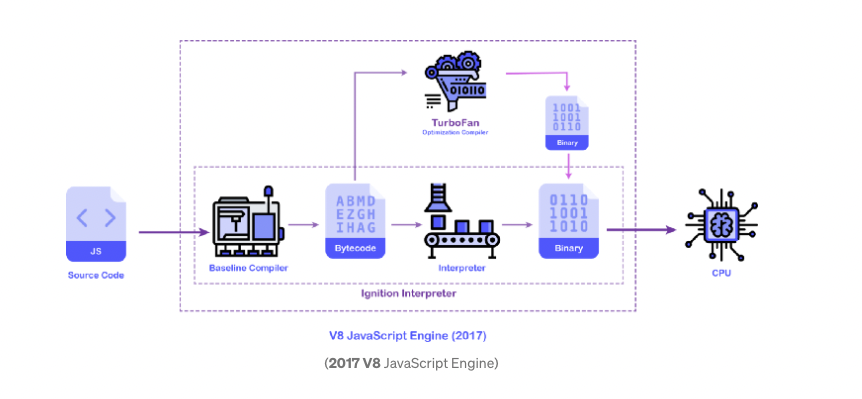 010110
TurboFan
Optimization Compiler
1001
1001
0110
Binary
JS
Source Code
Baseline Compiler
ABMD
EZGH
IHAG
Bytecode
Interpreter
0110
1001
1010
Binary
CPU
Ignition Interpreter
V8 JavaScript Engine (2017)
(2017 V8 JavaScript Engine)